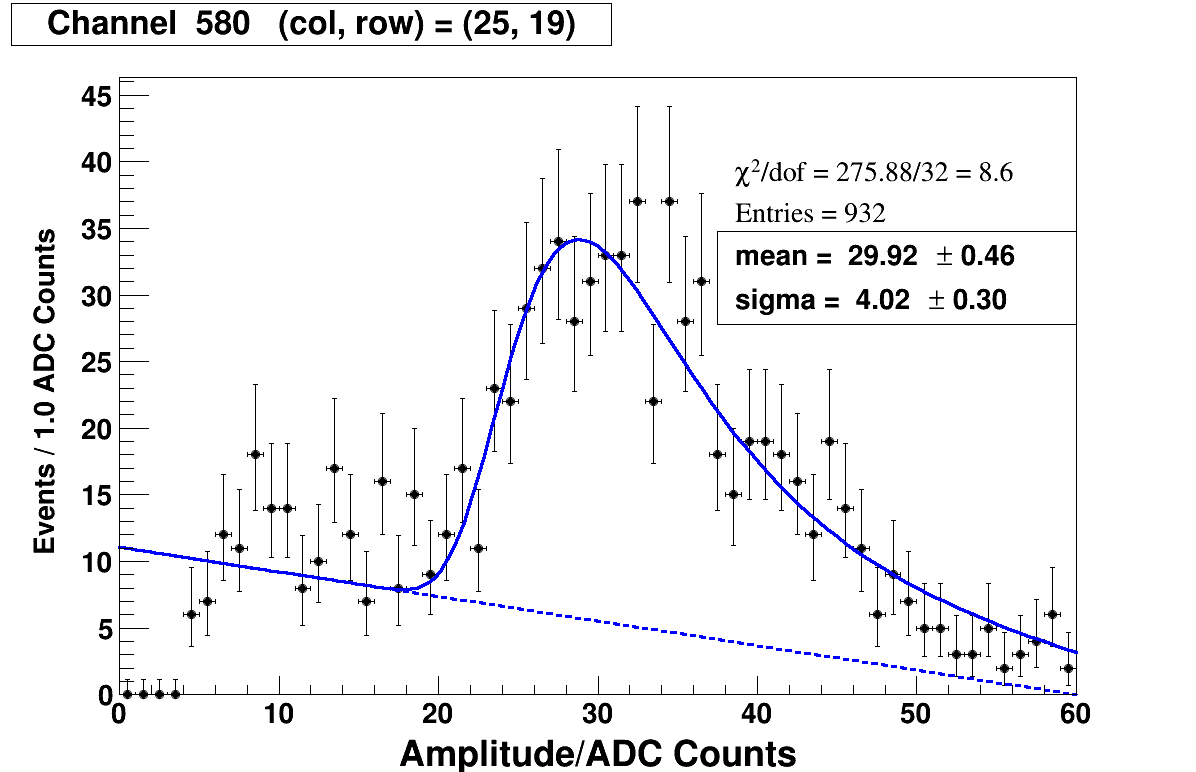 Channel 580 (col, row) = (25, 19)
χ²/dof = 275.88/32 = 8.6
Entries = 932
mean = 29.92 ± 0.46
sigma = 4.02 ± 0.30
Events / 1.0 ADC Counts
45
40
35
30
25
20
15
10
5
0
0 10 20 30 40 50 60
Amplitude/ADC Counts